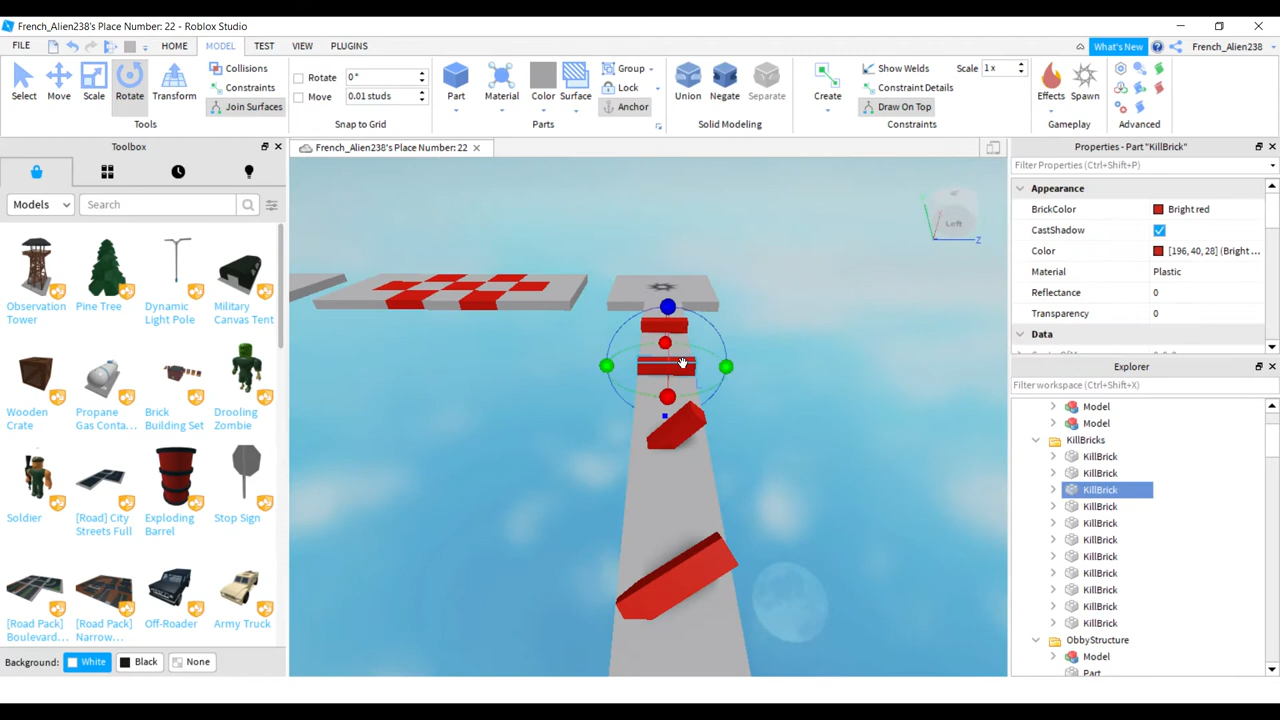 French_Alien238's Place Number: 22 - Roblox Studio
FILE HOME MODEL TEST VIEW PLUGINS What's New French_Alien238
Select Move Scale Rotate Transform
Collisions
Constraints
Join Surfaces
Tools
Rotate 0°
Move 0.01 studs
Snap to Grid
Part Material Color Surface
Group
Lock
Anchor
Parts
Union Negate Separate
Solid Modeling
Create
Show Welds Scale 1 x
Constraint Details
Draw On Top
Constraints
Effects Spawn
Gameplay
Advanced
Toolbox
Models Search
Observation Tower
Pine Tree
Dynamic Light Pole
Military Canvas Tent
Wooden Crate
Propane Gas Conta...
Brick Building Set
Drooling Zombie
Soldier
[Road] City Streets Full
Exploding Barrel
Stop Sign
[Road Pack] Boulevard...
[Road Pack] Narrow...
Off-Roader
Army Truck
Background: White Black None
French_Alien238's Place Number: 22
Left
Z
Properties - Part "KillBrick"
Filter Properties (Ctrl+Shift+P)
Appearance
BrickColor Bright red
CastShadow
Color [196, 40, 28] (Bright ...
Material Plastic
Reflectance 0
Transparency 0
Data
Explorer
Filter workspace (Ctrl+Shift+X)
Model
Model
KillBricks
KillBrick
KillBrick
KillBrick
KillBrick
KillBrick
KillBrick
KillBrick
KillBrick
KillBrick
KillBrick
KillBrick
ObbyStructure
Model
Part